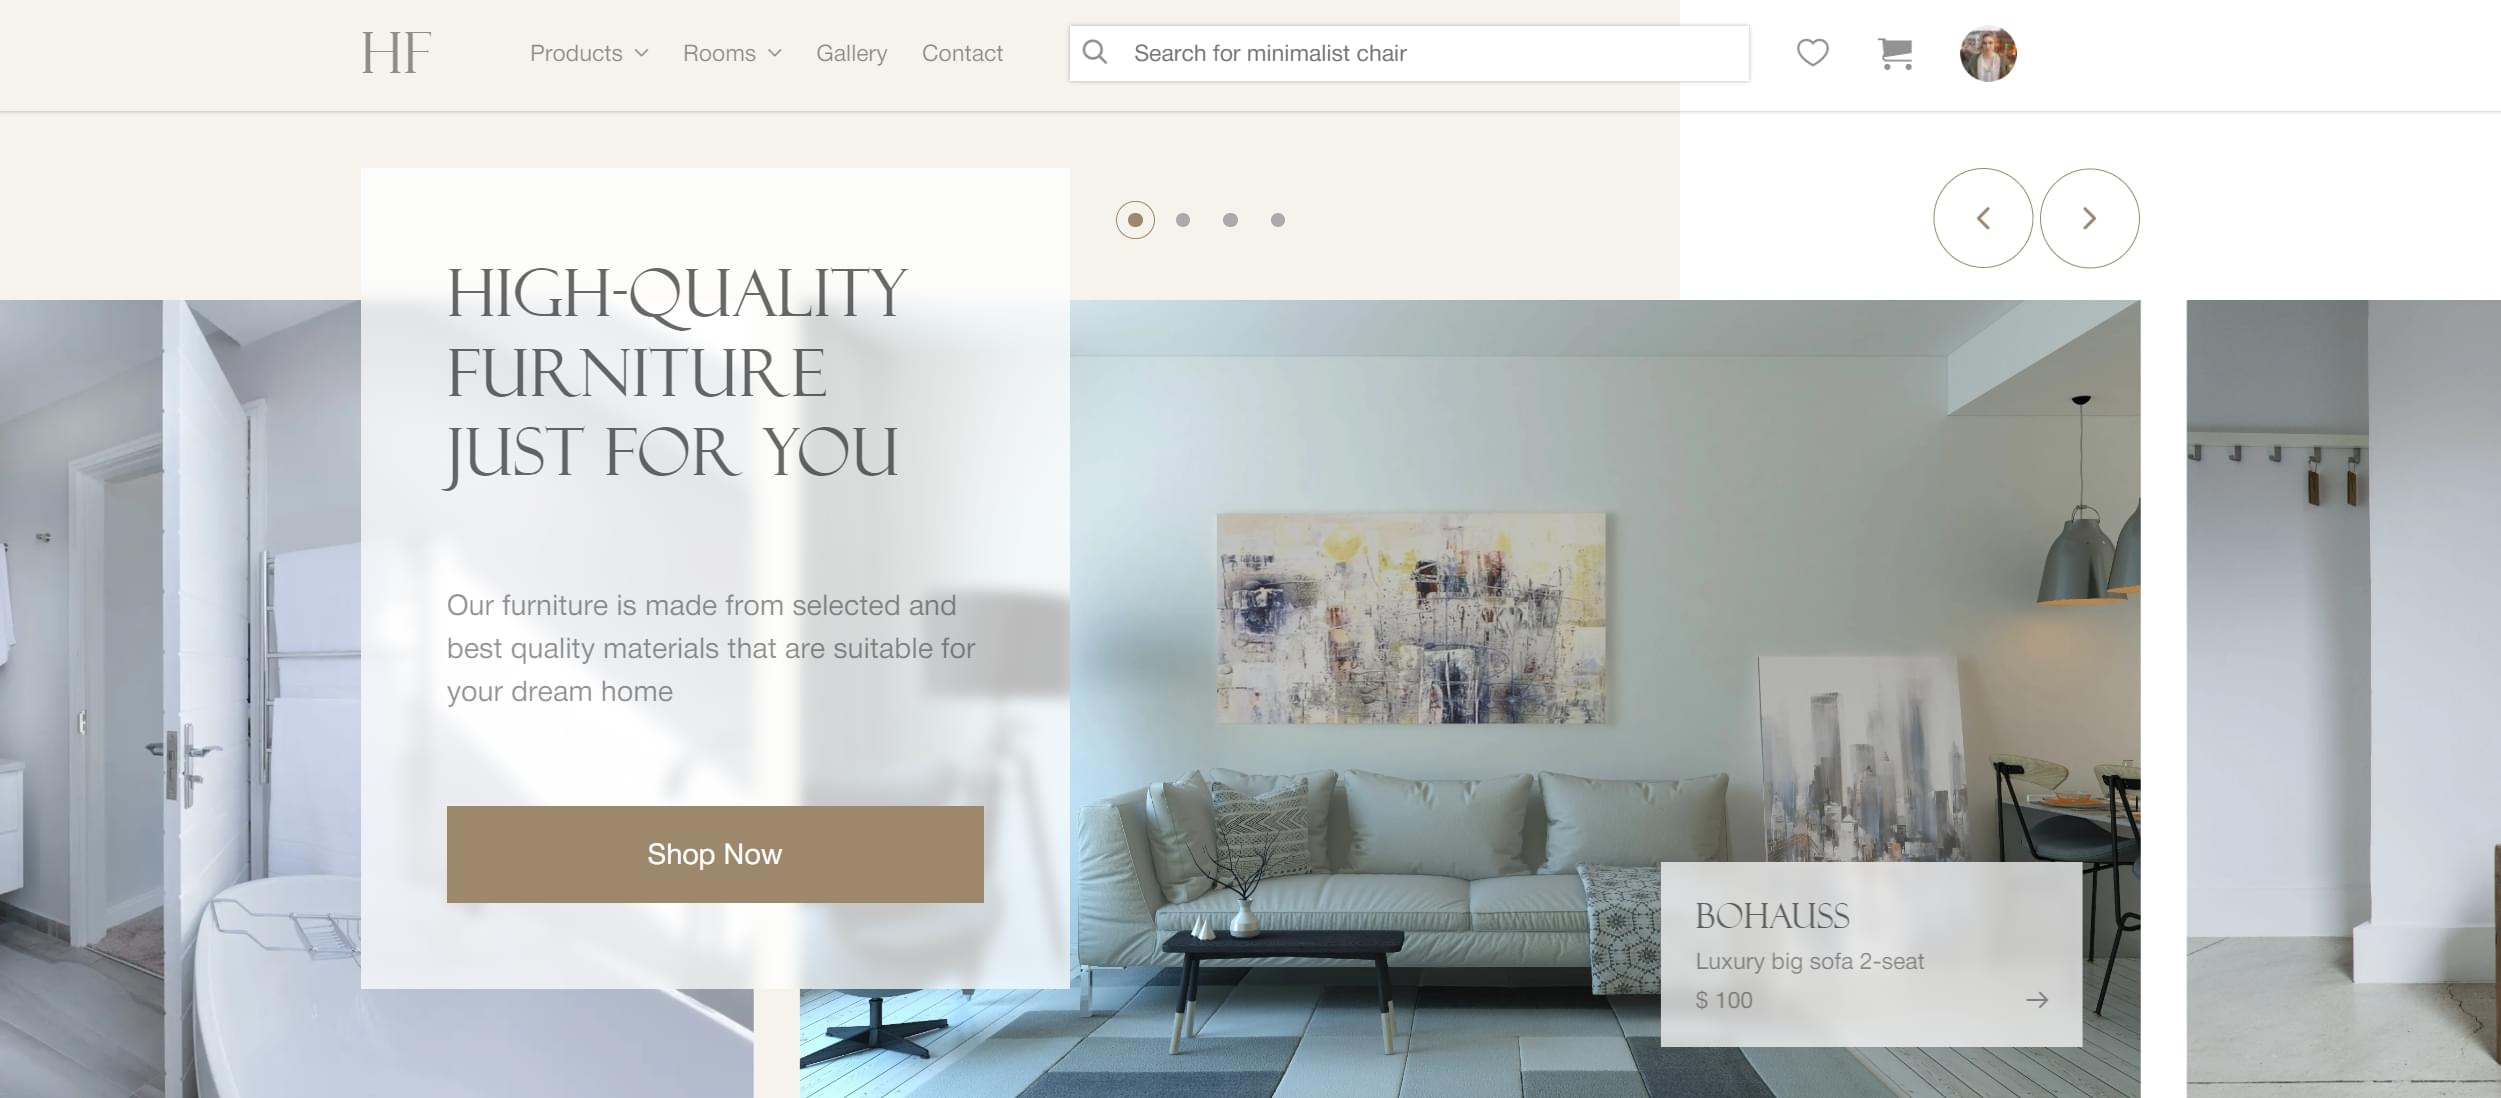 HF
Products
Rooms
Gallery
Contact
Search for minimalist chair
HIGH-QUALITY
FURNITURE
JUST FOR YOU
Our furniture is made from selected and
best quality materials that are suitable for
your dream home
Shop Now
BOHAUSS
Luxury big sofa 2-seat
$ 100